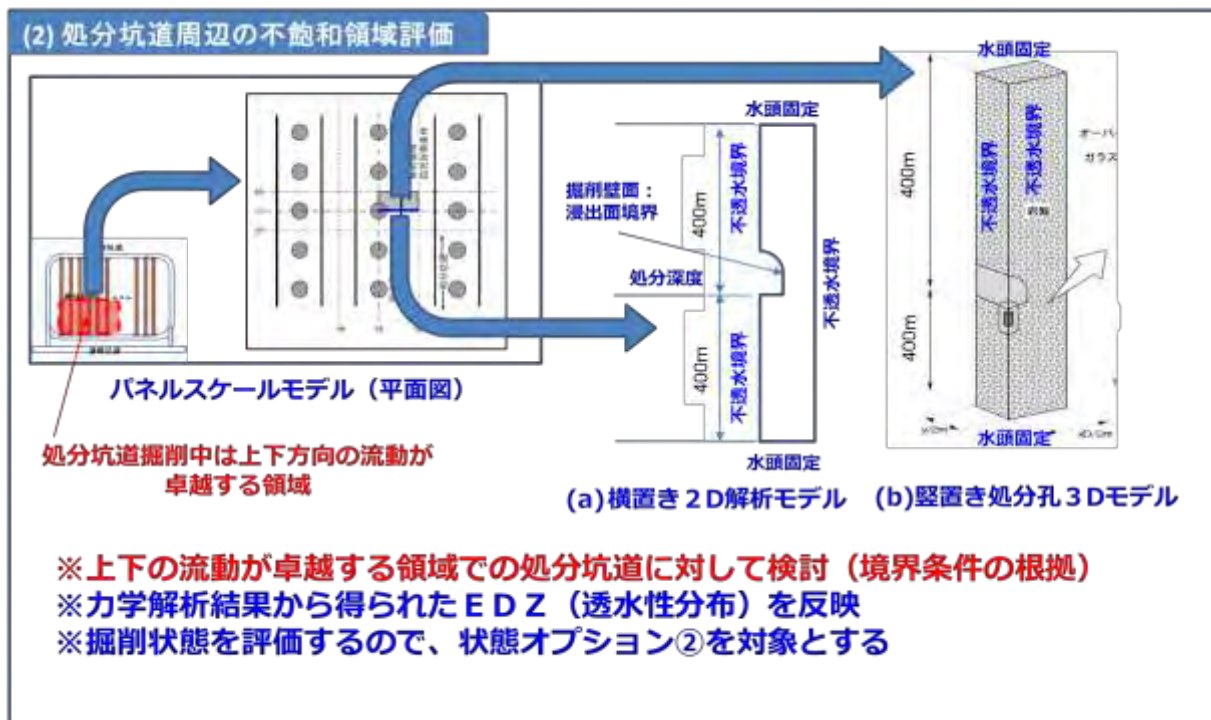 (2) 処分坑道周辺の不飽和領域評価
水頭固定
水頭固定
オーバ
ガラス
400m
不透水境界
掘削壁面：
浸出面境界
処分深度
不透水境界
400m
不透水境界
水頭固定
400m
不透水境界
不透水境界
岩盤
400m
水頭固定
パネルスケールモデル（平面図）
処分坑道掘削中は上下方向の流動が
卓越する領域
(a)横置き２D解析モデル
(b)竪置き処分孔３Dモデル
※上下の流動が卓越する領域での処分坑道に対して検討（境界条件の根拠）
※力学解析結果から得られたＥＤＺ（透水性分布）を反映
※掘削状態を評価するので、状態オプション②を対象とする